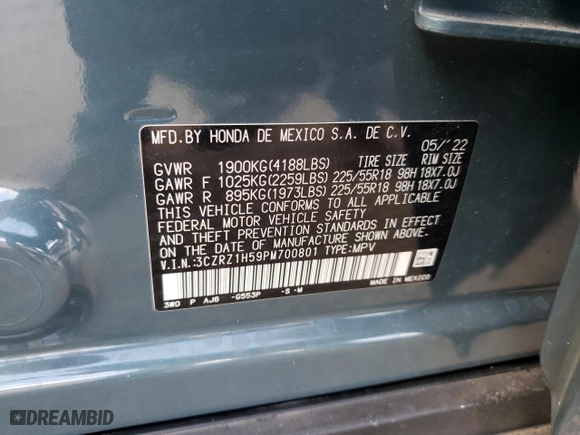 MFD.BY HONDA DE MEXICO S.A. DE C.V.
05/'22
GVWR 1900KG(4188LBS) TIRE SIZE RIM SIZE
GAWR F 1025KG(2259LBS) 225/55R18 98H 18X7.0J
GAWR R 895KG(1973LBS) 225/55R18 98H 18X7.0J
THIS VEHICLE CONFORMS TO ALL APPLICABLE
FEDERAL MOTOR VEHICLE SAFETY
AND THEFT PREVENTION STANDARDS IN EFFECT
ON THE DATE OF MANUFACTURE SHOWN ABOVE.
V.I.N.:3CZRZ1H59PM700801 TYPE:MPV
3W0 P AJ6 -G553P -S -M
MADE IN MEXICO
DREAMBID